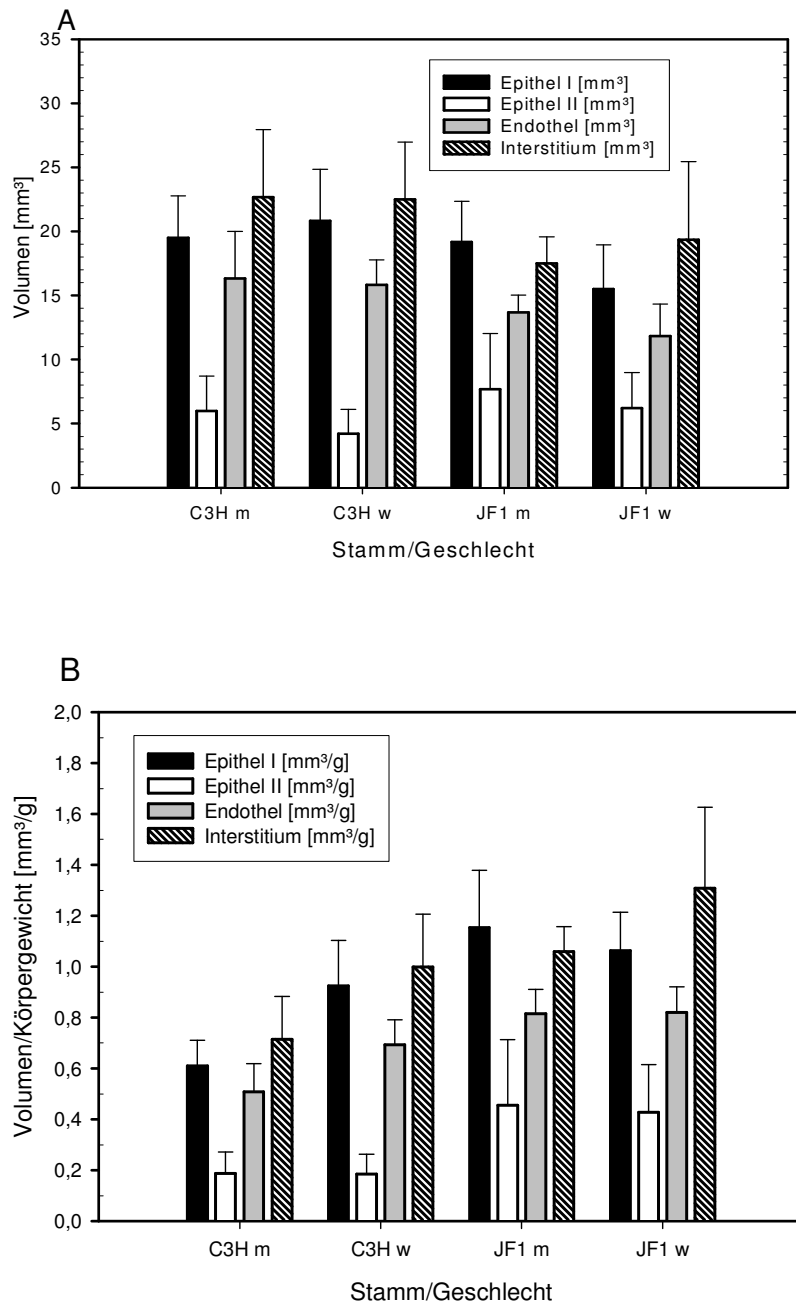 A
35
30
25
20
15
10
5
0
Volumen [mm³]
Epithel I [mm³]
Epithel II [mm³]
Endothel [mm³]
Interstitium [mm³]
C3H m C3H w JF1 m JF1 w
Stamm/Geschlecht
B
2,0
1,8
1,6
1,4
1,2
1,0
0,8
0,6
0,4
0,2
0,0
Volumen/Körpergewicht [mm³/g]
Epithel I [mm³/g]
Epithel II [mm³/g]
Endothel [mm³/g]
Interstitium [mm³/g]
C3H m C3H w JF1 m JF1 w
Stamm/Geschlecht